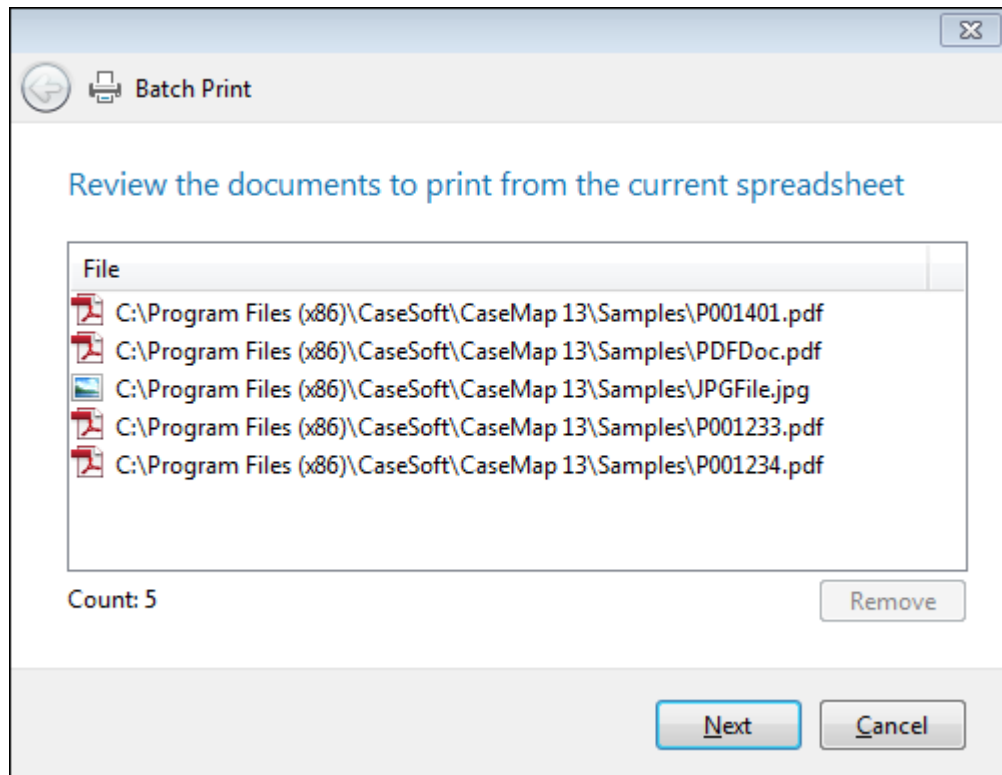 Batch Print
Review the documents to print from the current spreadsheet
File
C:\Program Files (x86)\CaseSoft\CaseMap 13\Samples\P001401.pdf
C:\Program Files (x86)\CaseSoft\CaseMap 13\Samples\PDFDoc.pdf
C:\Program Files (x86)\CaseSoft\CaseMap 13\Samples\JPGFile.jpg
C:\Program Files (x86)\CaseSoft\CaseMap 13\Samples\P001233.pdf
C:\Program Files (x86)\CaseSoft\CaseMap 13\Samples\P001234.pdf
Count: 5
Remove
Next
Cancel